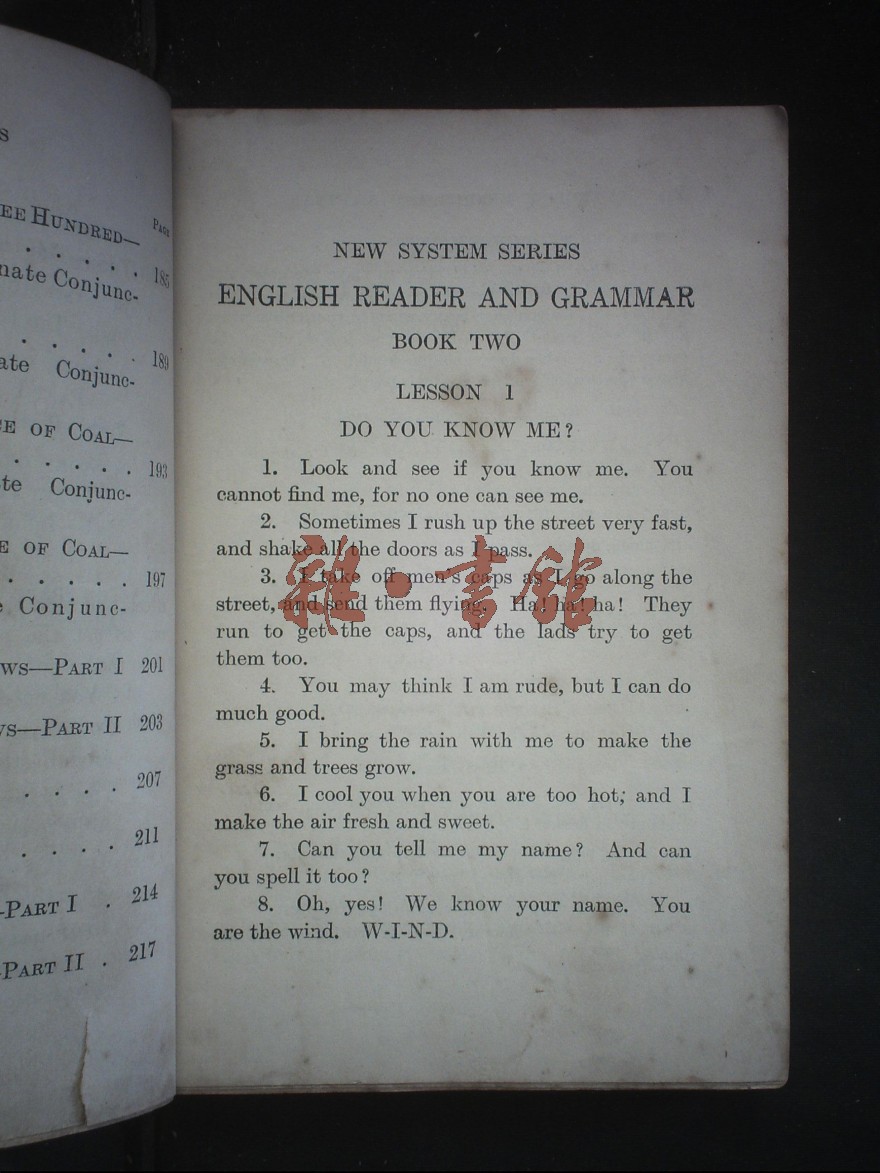 S
EE HUNDRED—
PAGE
. . . . . 185
nate Conjunc-
. . . . . 189
ate Conjunc-
E OF COAL—
. . . . . 193
te Conjunc-
E OF COAL—
. . . . . 197
Conjunc-
WS—PART I 201
WS—PART II 203
. . . . 207
. . . . 211
—PART I . 214
—PART II . 217
NEW SYSTEM SERIES
ENGLISH READER AND GRAMMAR
BOOK TWO
LESSON 1
DO YOU KNOW ME?
1. Look and see if you know me. You
cannot find me, for no one can see me.
2. Sometimes I rush up the street very fast,
and shake all the doors as I pass.
3. I take off men's caps as I go along the
street, and send them flying. Ha! ha! ha! They
run to get the caps, and the lads try to get
them too.
4. You may think I am rude, but I can do
much good.
5. I bring the rain with me to make the
grass and trees grow.
6. I cool you when you are too hot; and I
make the air fresh and sweet.
7. Can you tell me my name? And can
you spell it too?
8. Oh, yes! We know your name. You
are the wind. W-I-N-D.
雜·書館